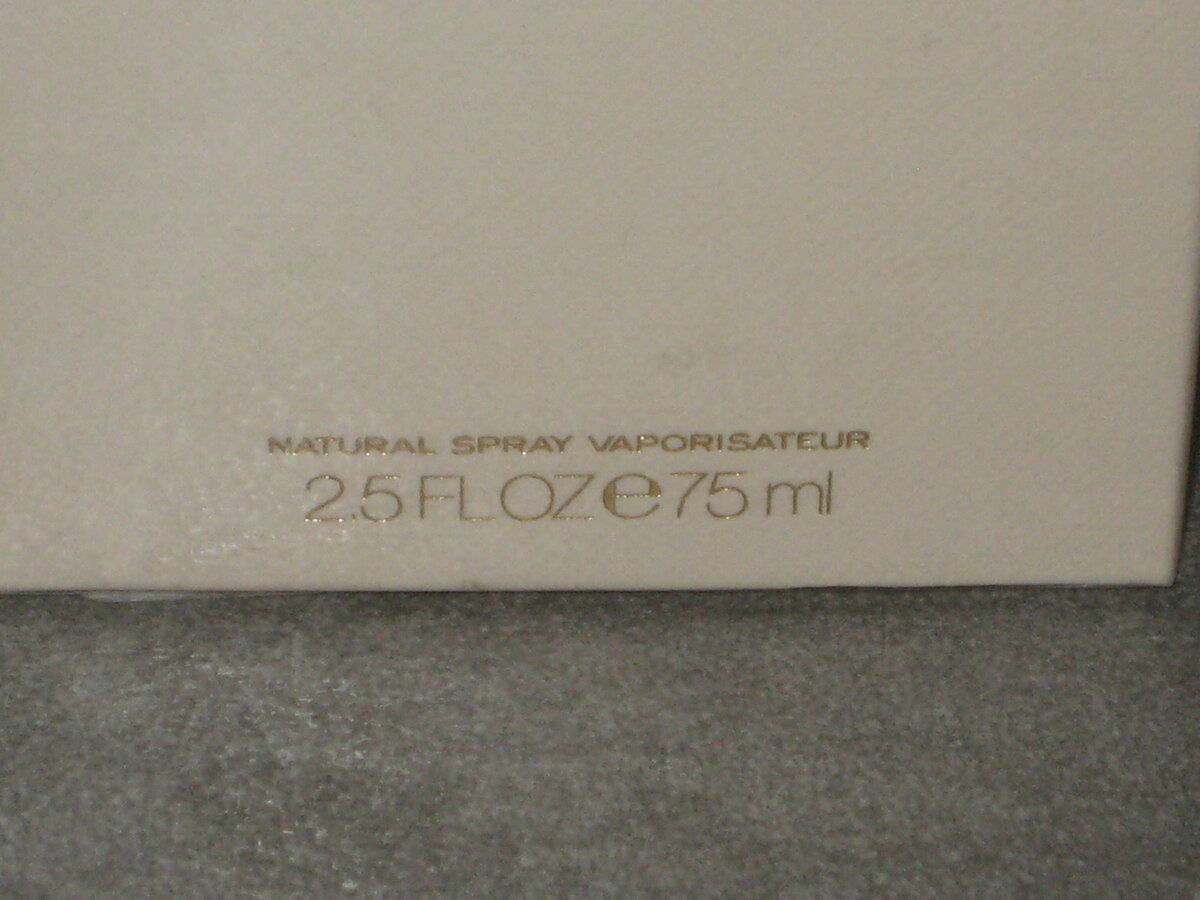 NATURAL SPRAY VAPORISATEUR
2.5 FL OZ ℮ 75 ml